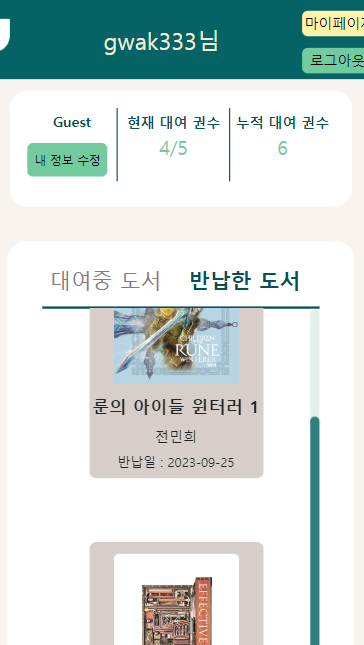 마이페이지
gwak333님
로그아웃
Guest
내 정보 수정
현재 대여 권수
4/5
누적 대여 권수
6
대여중 도서
반납한 도서
CHILDREN
RUNE
WINTERER
룬의 아이들 윈터러 1
전민희
반납일 : 2023-09-25
EFFECTIVE